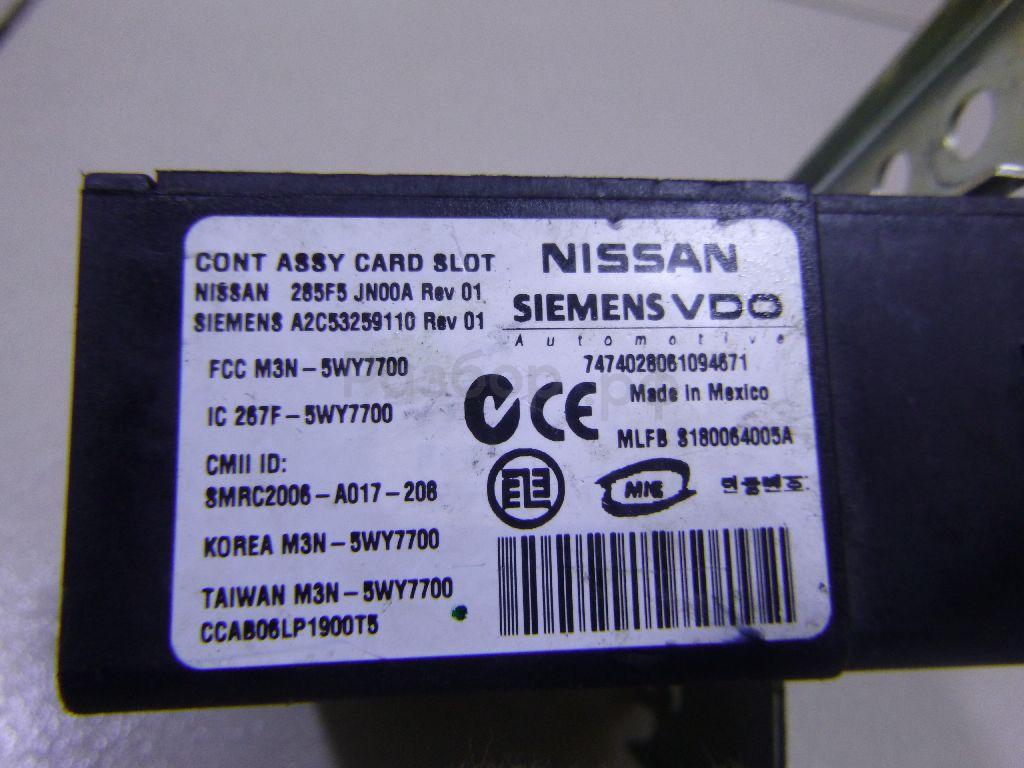 CONT ASSY CARD SLOT
NISSAN 285F5 JN00A Rev 01
SIEMENS A2C53259110 Rev 01
FCC M3N-5WY7700
IC 267F-5WY7700
CMII ID:
SMRC2006-A017-208
KOREA M3N-5WY7700
TAIWAN M3N-5WY7700
CCAB06LP1900T5
NISSAN
SIEMENS VDO
Automotive
7474028061094671
Made in Mexico
CE
MLFB S180064005A
MIC